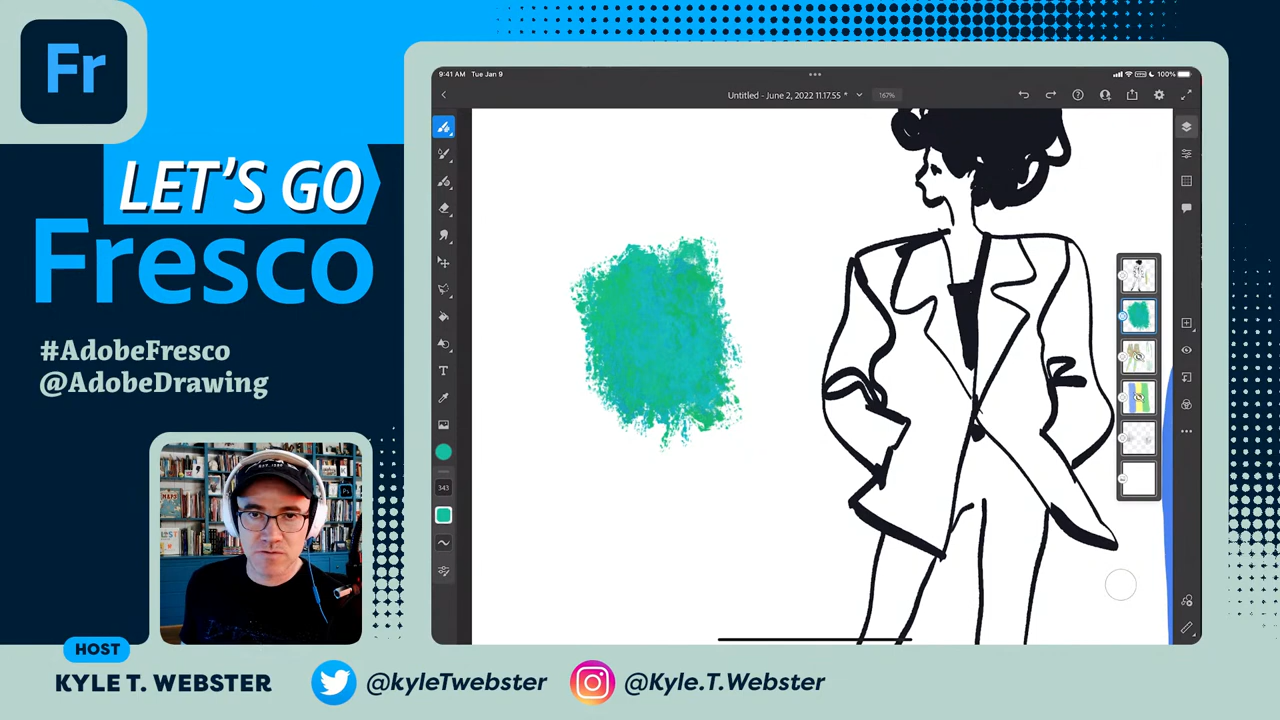 Fr
LET'S GO
Fresco
#AdobeFresco
@AdobeDrawing
9:41 AM Tue Jan 9
100%
Untitled - June 2, 2022 11.17.55 *
167%
T
343
HOST
KYLE T. WEBSTER
@kyleTwebster
@Kyle.T.Webster